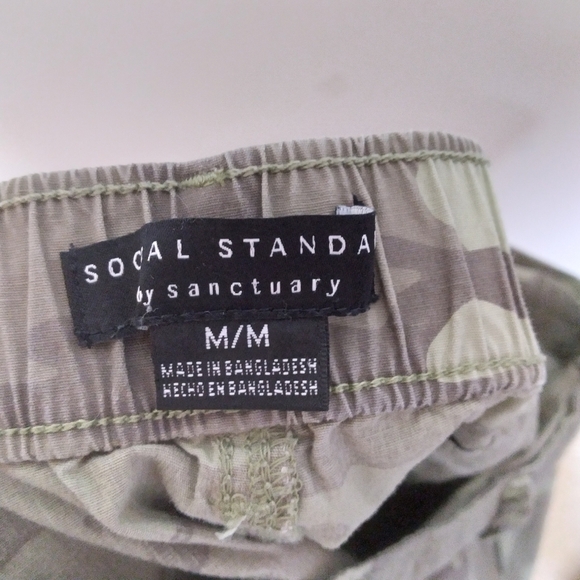 SOCIAL STANDA
by sanctuary
M/M
MADE IN BANGLADESH
HECHO EN BANGLADESH